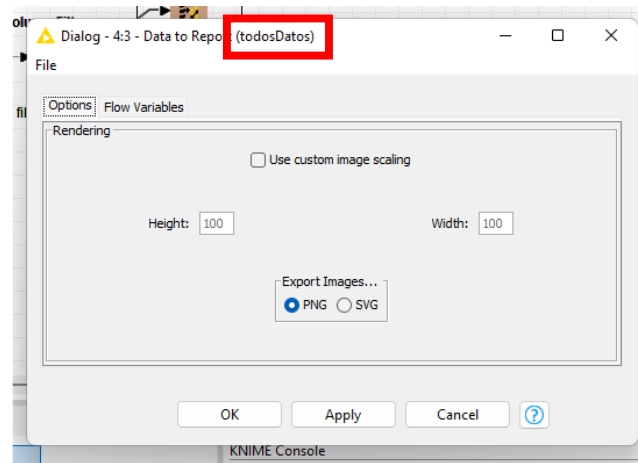 Dialog - 4:3 - Data to Report (todosDatos)
File
Options Flow Variables
Rendering
Use custom image scaling
Height: 100 Width: 100
Export Images...
PNG SVG
OK Apply Cancel ?
KNIME Console